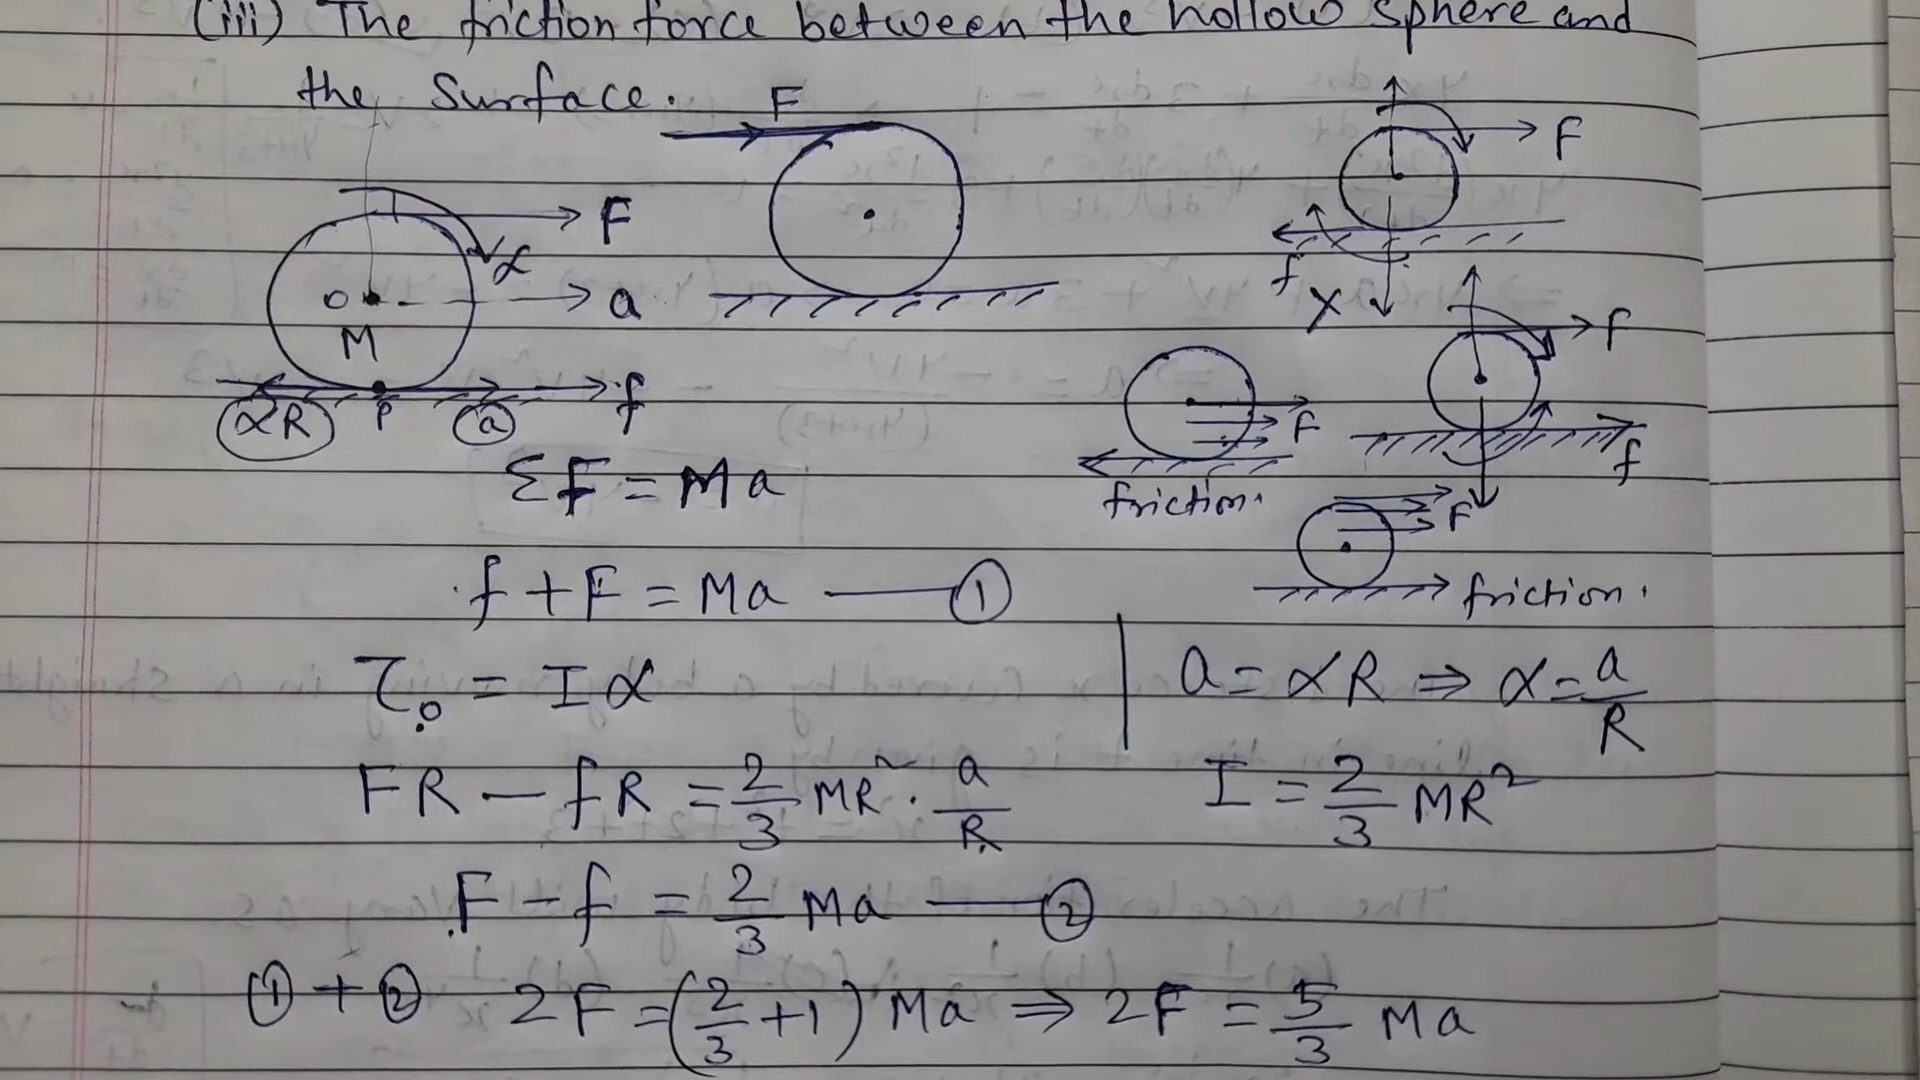 (iii) The friction force between the hollow sphere and
the surface.
F
F
α
O
a
M
αR
P
a
f
F
f
X
F
f
F
friction.
F
friction.
ΣF = Ma
f + F = Ma —— ①
τ₀ = Iα
a = αR ⇒ α = a/R
FR − fR = 2/3 MR² · a/R
I = 2/3 MR²
F − f = 2/3 Ma —— ②
① + ② 2F = (2/3 + 1) Ma ⇒ 2F = 5/3 Ma